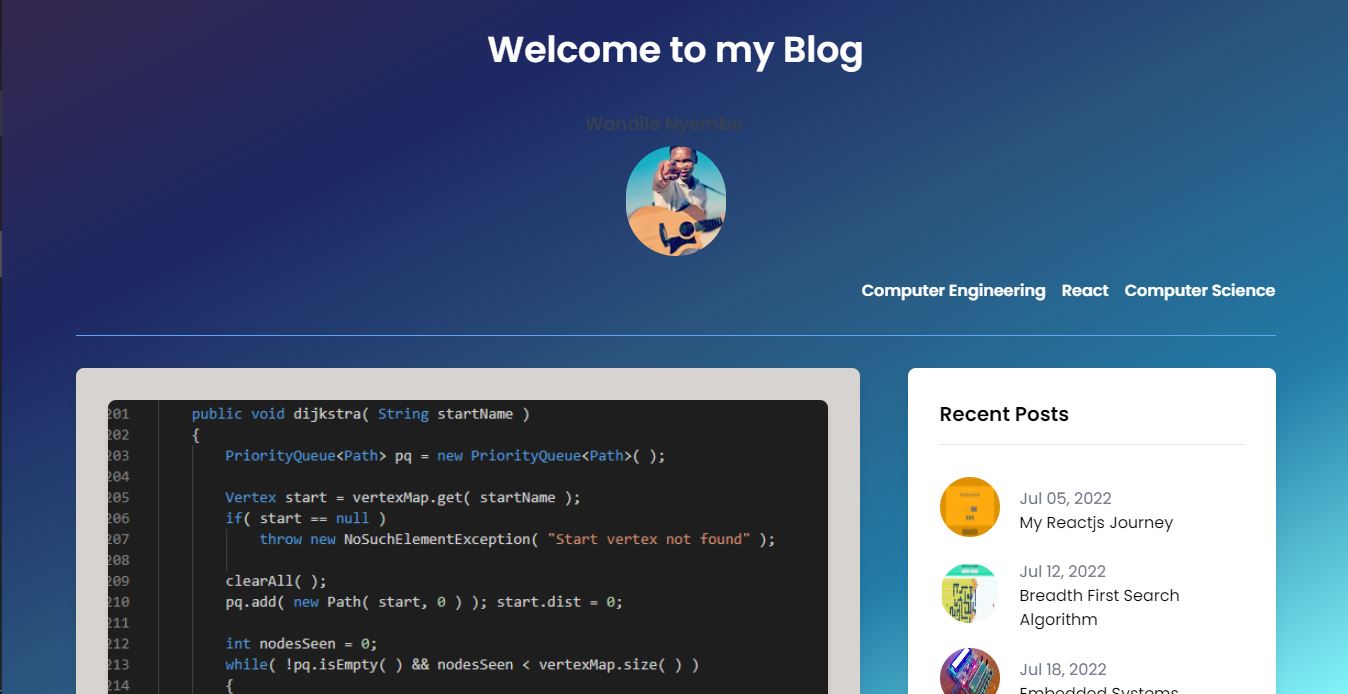 Welcome to my Blog
Wandile Nyembe
Computer Engineering React Computer Science
201 public void dijkstra( String startName )
202 {
203 PriorityQueue<Path> pq = new PriorityQueue<Path>( );
204
205 Vertex start = vertexMap.get( startName );
206 if( start == null )
207 throw new NoSuchElementException( "Start vertex not found" );
208
209 clearAll( );
210 pq.add( new Path( start, 0 ) ); start.dist = 0;
211
212 int nodesSeen = 0;
213 while( !pq.isEmpty( ) && nodesSeen < vertexMap.size( ) )
214 {
Recent Posts
Jul 05, 2022
My Reactjs Journey
Jul 12, 2022
Breadth First Search
Algorithm
Jul 18, 2022
Embedded Systems